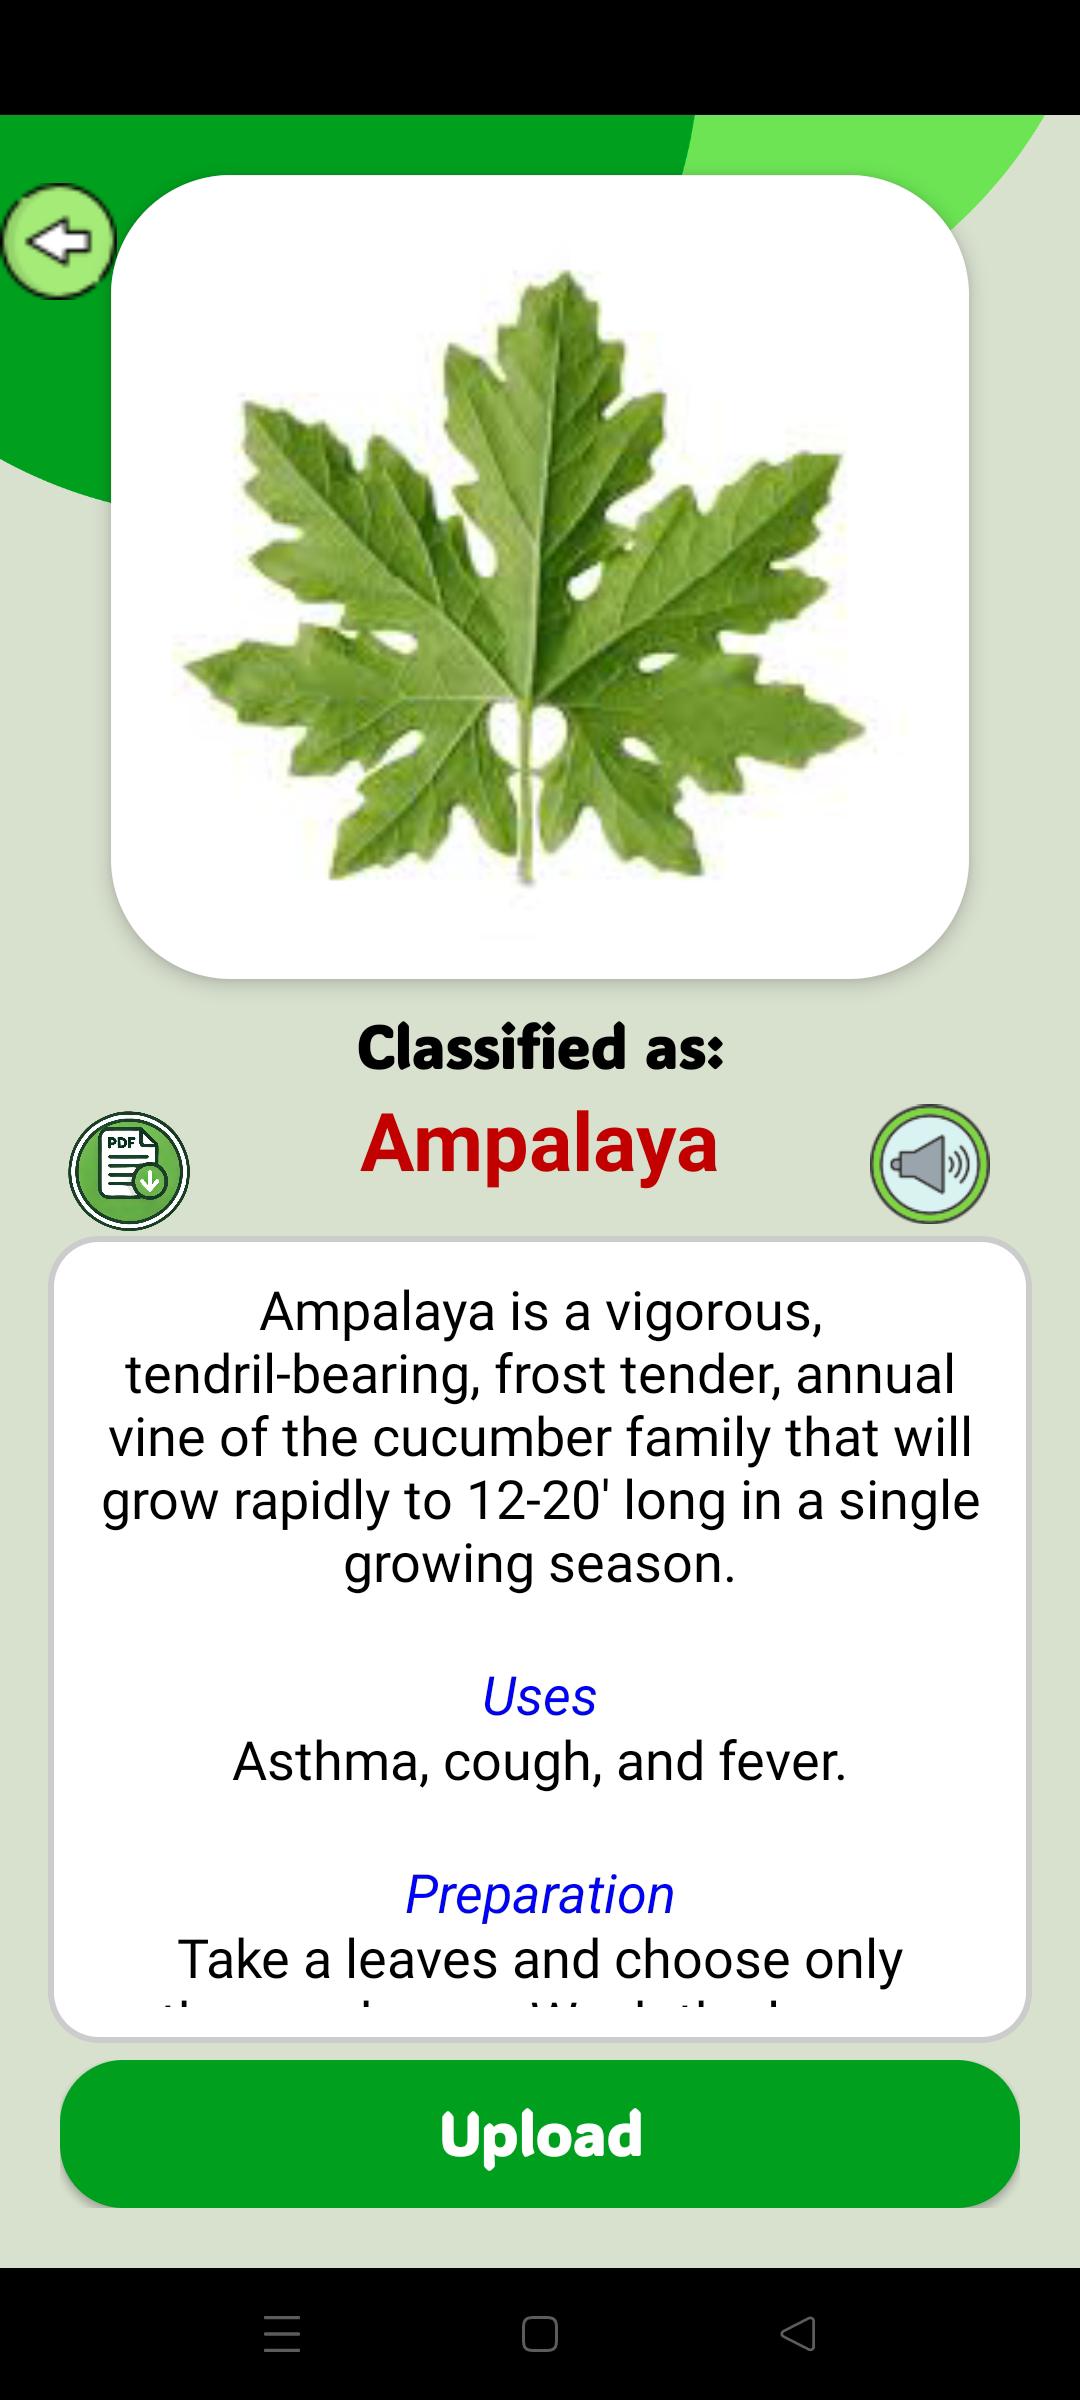 Classified as:
PDF
Ampalaya
Ampalaya is a vigorous,
tendril-bearing, frost tender, annual
vine of the cucumber family that will
grow rapidly to 12-20' long in a single
growing season.
Uses
Asthma, cough, and fever.
Preparation
Take a leaves and choose only
Upload